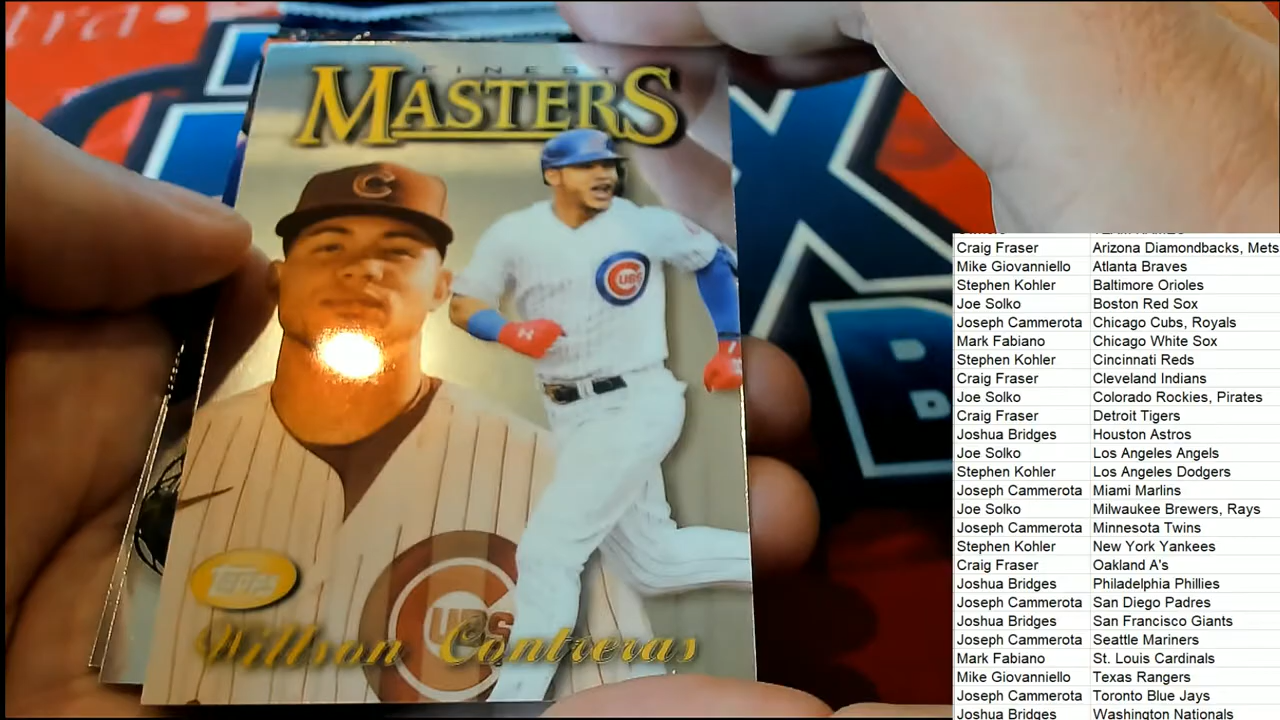 tra
FINEST
MASTERS
C
CUBS
TOPPS
CUBS
Willson Contreras
B
Craig Fraser Arizona Diamondbacks, Mets
Mike Giovanniello Atlanta Braves
Stephen Kohler Baltimore Orioles
Joe Solko Boston Red Sox
Joseph Cammerota Chicago Cubs, Royals
Mark Fabiano Chicago White Sox
Stephen Kohler Cincinnati Reds
Craig Fraser Cleveland Indians
Joe Solko Colorado Rockies, Pirates
Craig Fraser Detroit Tigers
Joshua Bridges Houston Astros
Joe Solko Los Angeles Angels
Stephen Kohler Los Angeles Dodgers
Joseph Cammerota Miami Marlins
Joe Solko Milwaukee Brewers, Rays
Joseph Cammerota Minnesota Twins
Stephen Kohler New York Yankees
Craig Fraser Oakland A's
Joshua Bridges Philadelphia Phillies
Joseph Cammerota San Diego Padres
Joshua Bridges San Francisco Giants
Joseph Cammerota Seattle Mariners
Mark Fabiano St. Louis Cardinals
Mike Giovanniello Texas Rangers
Joseph Cammerota Toronto Blue Jays
Joshua Bridges Washington Nationals